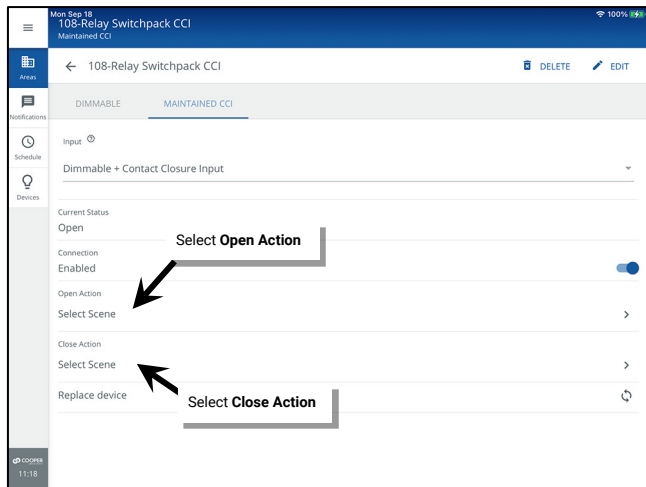 Mon Sep 18
100%
108-Relay Switchpack CCI
Maintained CCI
108-Relay Switchpack CCI
DELETE
EDIT
Areas
DIMMABLE
MAINTAINED CCI
Notifications
Input
Schedule
Dimmable + Contact Closure Input
Devices
Current Status
Open
Select Open Action
Connection
Enabled
Open Action
Select Scene
Close Action
Select Scene
Replace device
Select Close Action
COOPER
11:18